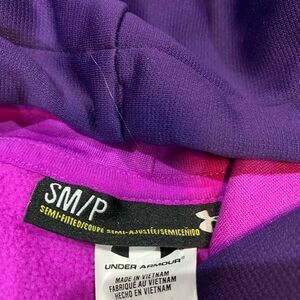 SM/P
SEMI-FITTED/COUPE SEMI-AJUSTÉE/SEMICEÑIDO
UNDER ARMOUR
MADE IN VIETNAM
FABRIQUÉ AU VIETNAM
HECHO EN VIETNAM